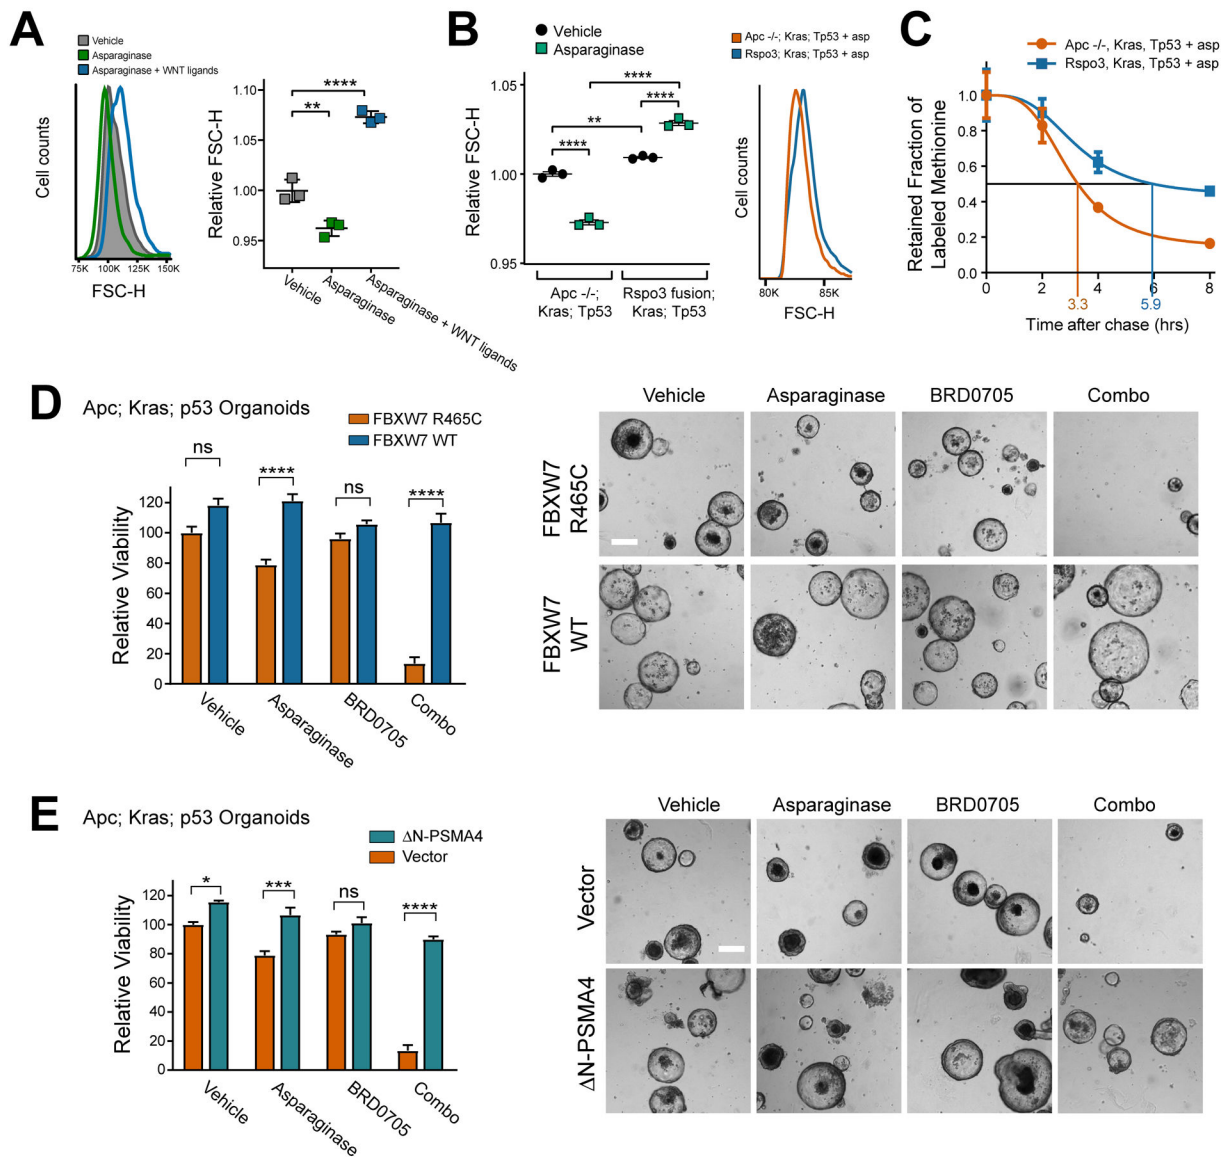 A
Vehicle
Asparaginase
Asparaginase + WNT ligands
Cell counts
75K 100K 125K 150K
FSC-H
Relative FSC-H
1.10
1.05
1.00
0.95
**
****
Vehicle
Asparaginase
Asparaginase + WNT ligands
B
Vehicle
Asparaginase
Relative FSC-H
1.05
1.00
0.95
****
**
****
****
Apc -/-;
Kras; Tp53
Rspo3 fusion;
Kras; Tp53
Apc -/-; Kras; Tp53 + asp
Rspo3; Kras; Tp53 + asp
Cell counts
80K 85K
FSC-H
C
Apc -/-, Kras, Tp53 + asp
Rspo3, Kras, Tp53 + asp
Retained Fraction of
Labeled Methionine
1.0
0.8
0.6
0.4
0.2
0.0
0 2 4 6 8
3.3 5.9
Time after chase (hrs)
D
Apc; Kras; p53 Organoids
FBXW7 R465C
FBXW7 WT
Relative Viability
120
100
80
60
40
20
0
ns
****
ns
****
Vehicle
Asparaginase
BRD0705
Combo
Vehicle Asparaginase BRD0705 Combo
FBXW7
R465C
FBXW7
WT
E
Apc; Kras; p53 Organoids
ΔN-PSMA4
Vector
Relative Viability
120
100
80
60
40
20
0
*
***
ns
****
Vehicle
Asparaginase
BRD0705
Combo
Vehicle Asparaginase BRD0705 Combo
Vector
ΔN-PSMA4